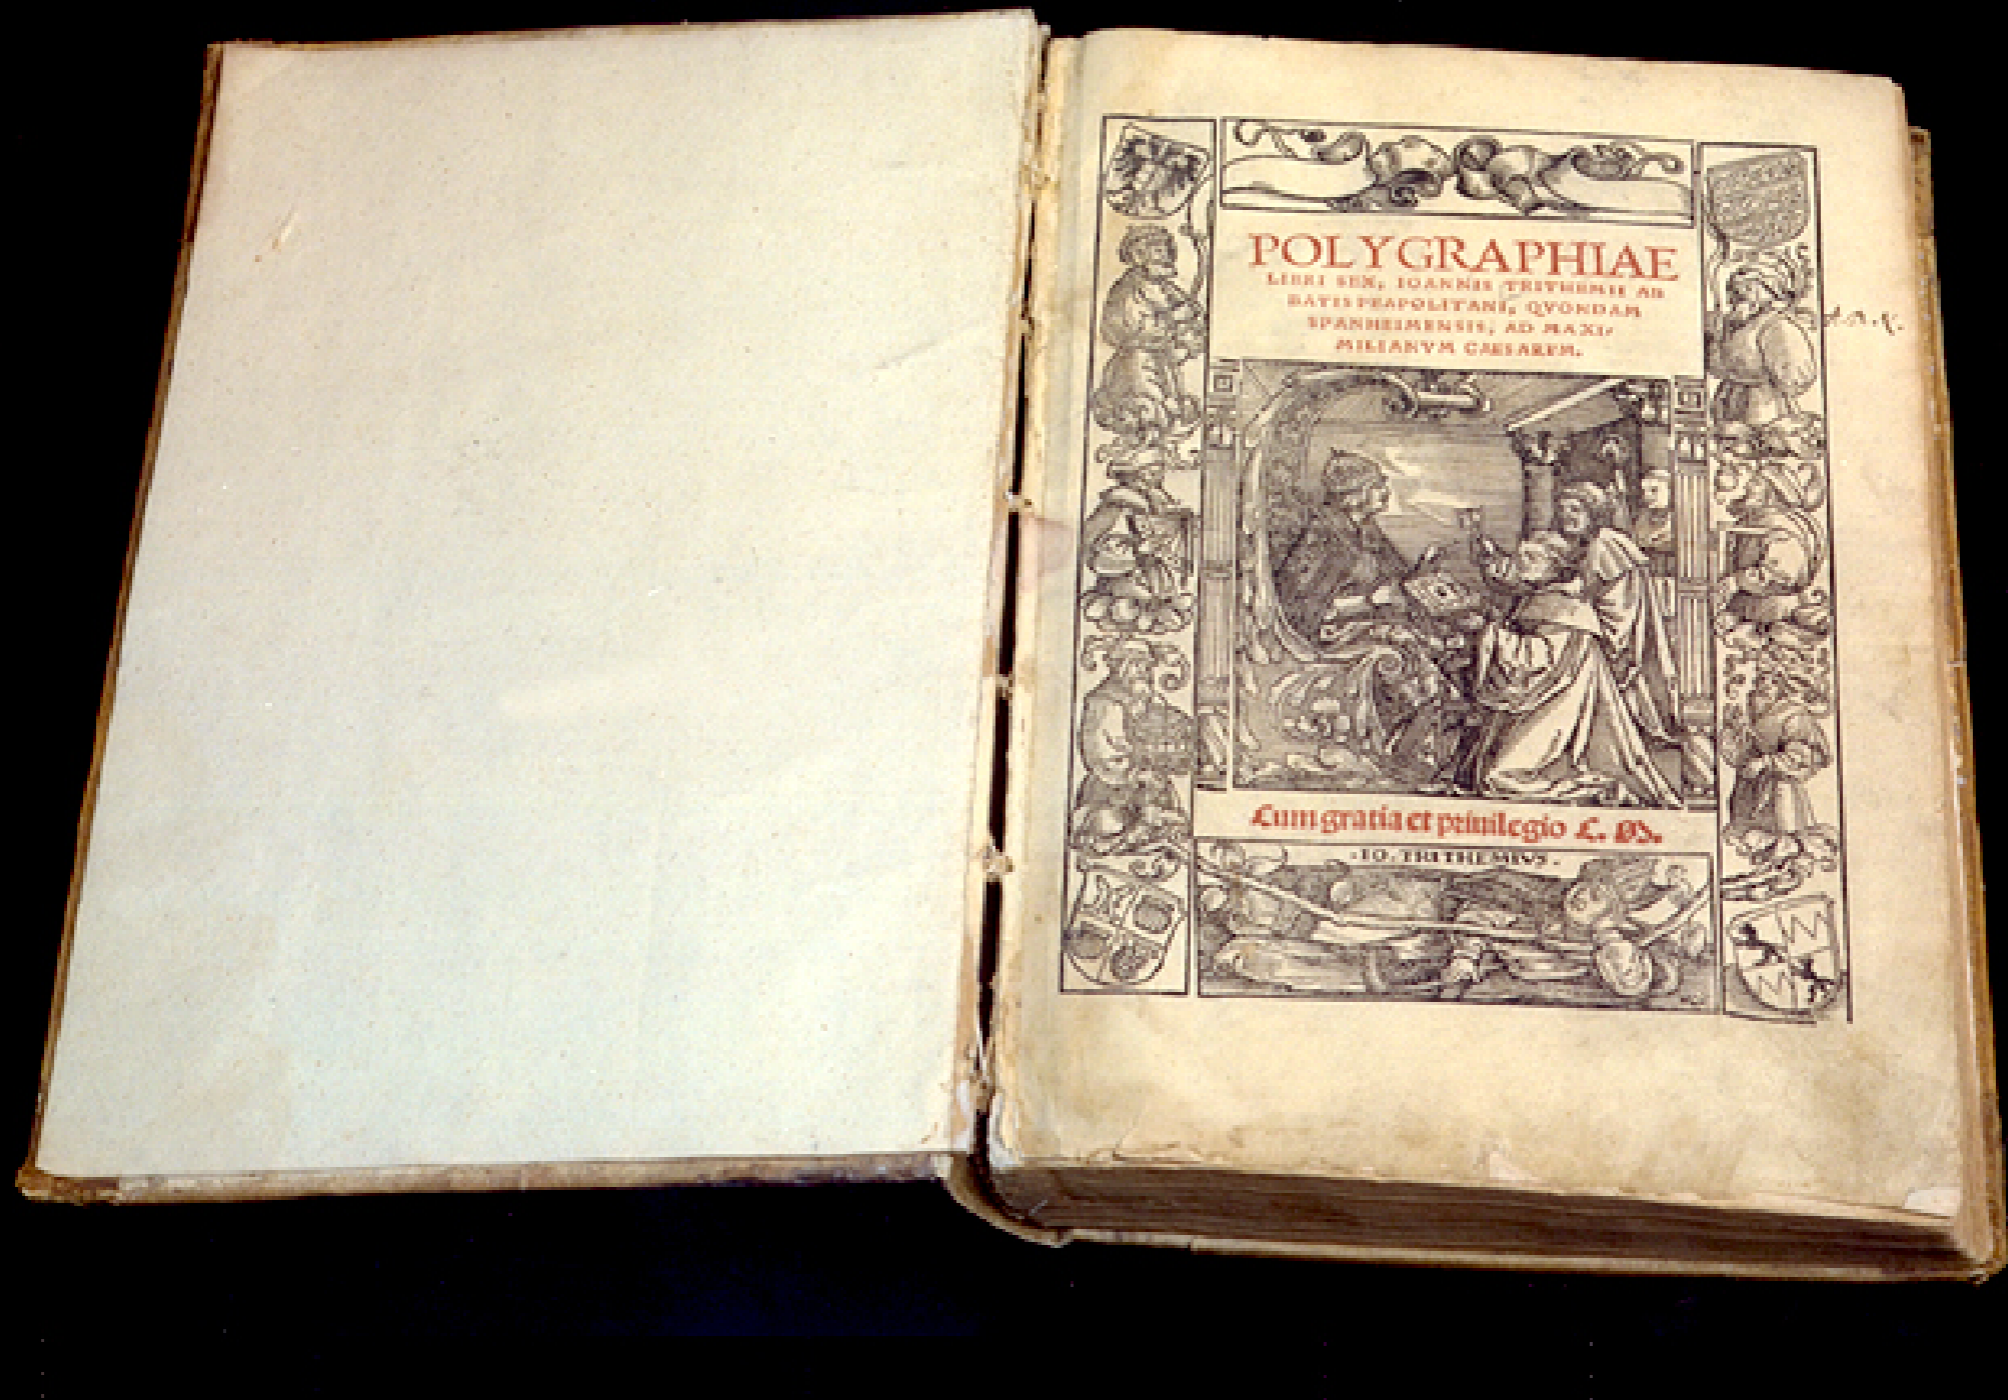 POLYGRAPHIAE
LIBRI SEX, IOANNIS TRITHEMII AB
BATIS PEAPOLITANI, QVONDAM
SPANHEIMENSIS, AD MAXI-
MILIANVM CAESAREM.
Cum gratia et priuilegio C. M.
·IO. TRITHEMIVS·